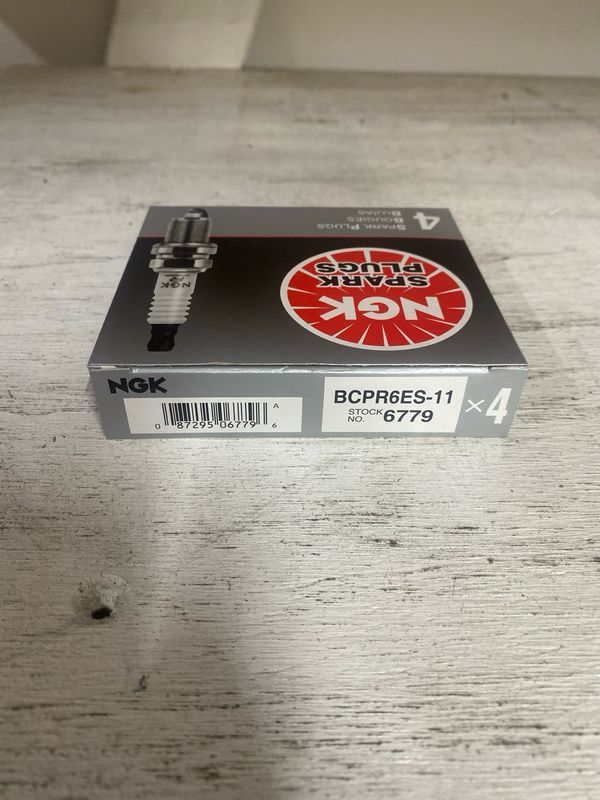 4 SPARK PLUGS
BOUGIES
BUJIAS
NGK
SPARK
PLUGS
NGK
R
NGK
BCPR6ES-11
STOCK NO. 6779
×4
A
0 87295 06779 6